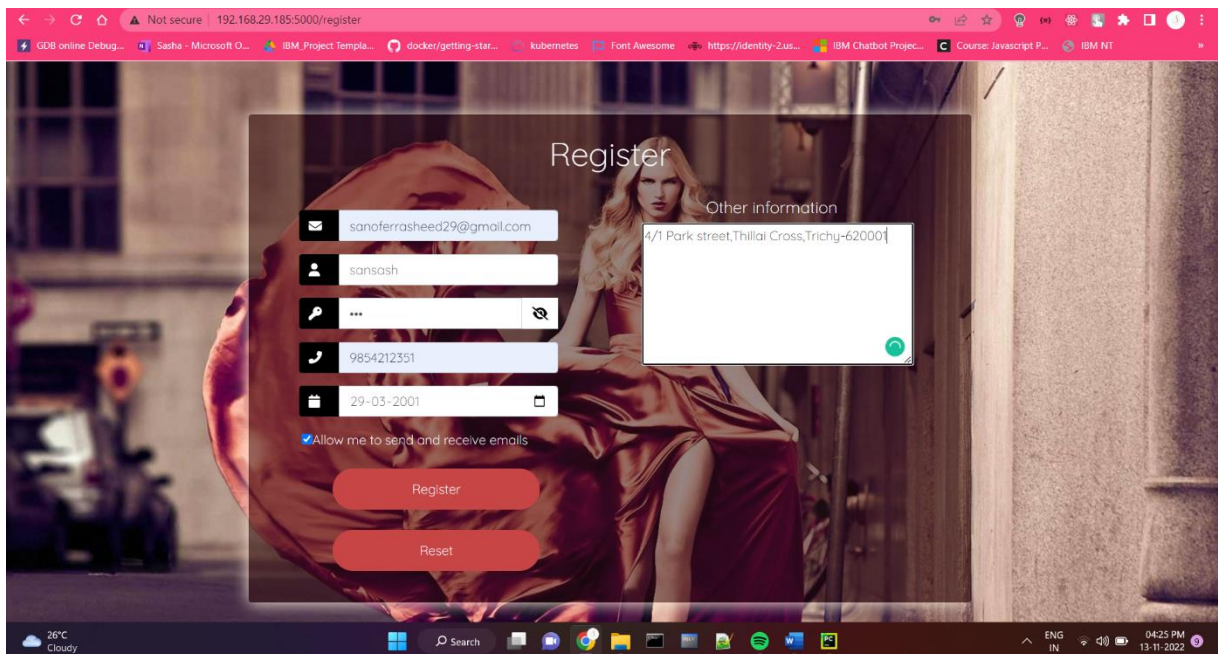 Not secure 192.168.29.185:5000/register
GDB online Debug... Sasha - Microsoft O... IBM_Project Templa... docker/getting-star... kubernetes Font Awesome https://identity-2.us... IBM Chatbot Projec... Course: Javascript P... IBM NT »
Register
sanoferrasheed29@gmail.com
sansash
•••
9854212351
29-03-2001
Allow me to send and receive emails
Register
Reset
Other information
4/1 Park street,Thillai Cross,Trichy-620001
26°C
Cloudy
Search
ENG
IN
04:25 PM
13-11-2022
9